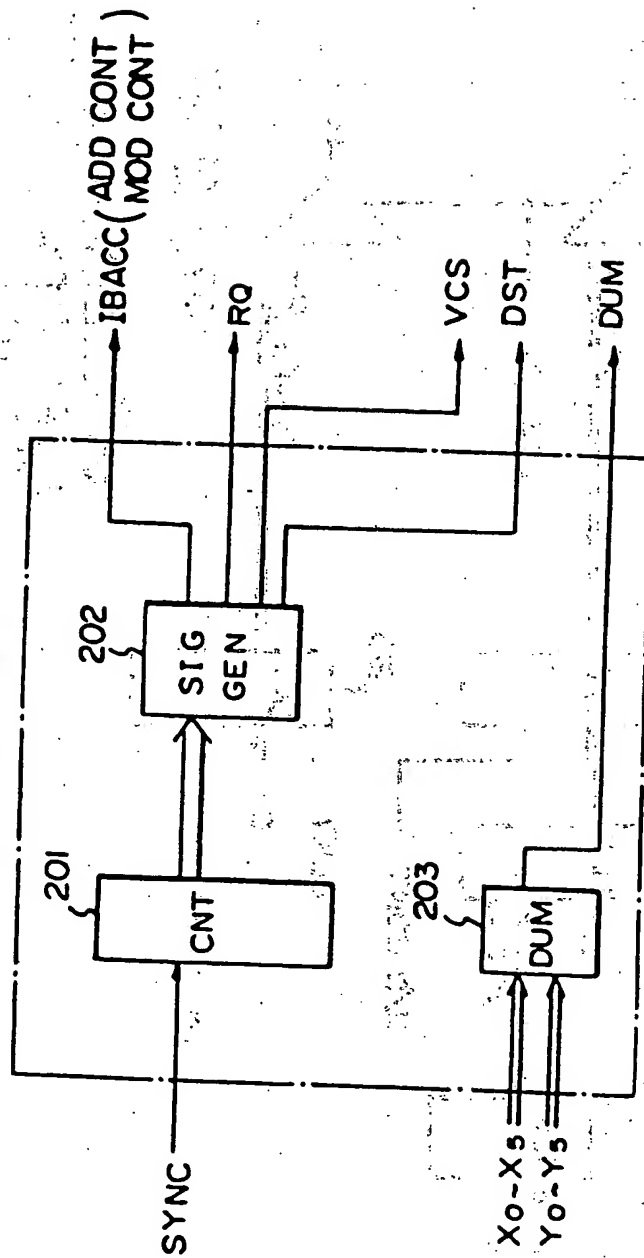 IBACC (ADD CONT
MOD CONT)
RQ
VCS
DST
DUM
202
SIG
GEN
201
CNT
203
DUM
SYNC
X0~X5
Y0~Y5